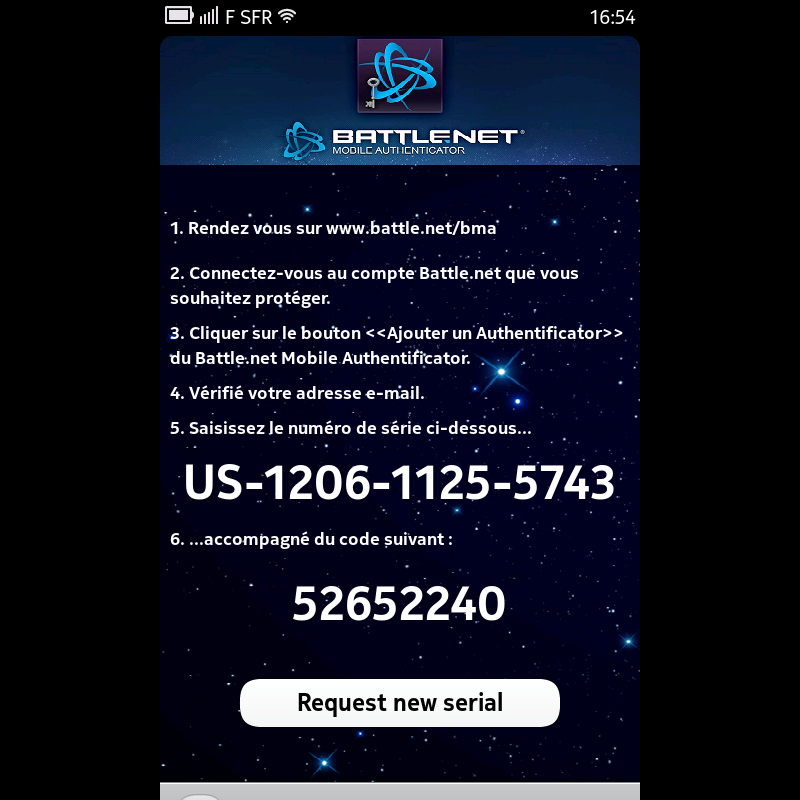 F SFR 16:54
BATTLE.NET®
MOBILE AUTHENTICATOR
1. Rendez vous sur www.battle.net/bma
2. Connectez-vous au compte Battle.net que vous
souhaitez protéger.
3. Cliquer sur le bouton <<Ajouter un Authentificator>>
du Battle.net Mobile Authentificator.
4. Vérifié votre adresse e-mail.
5. Saisissez le numéro de série ci-dessous...
US-1206-1125-5743
6. ...accompagné du code suivant :
52652240
Request new serial